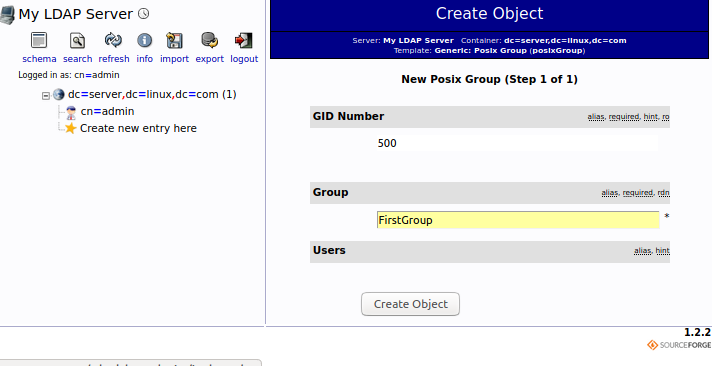 My LDAP Server
schema search refresh info import export logout
Logged in as: cn=admin
dc=server,dc=linux,dc=com (1)
cn=admin
Create new entry here
Create Object
Server: My LDAP Server Container: dc=server,dc=linux,dc=com
Template: Generic: Posix Group (posixGroup)
New Posix Group (Step 1 of 1)
GID Number alias, required, hint, ro
500
Group alias, required, rdn
FirstGroup *
Users alias, hint
Create Object
1.2.2
SOURCEFORGE